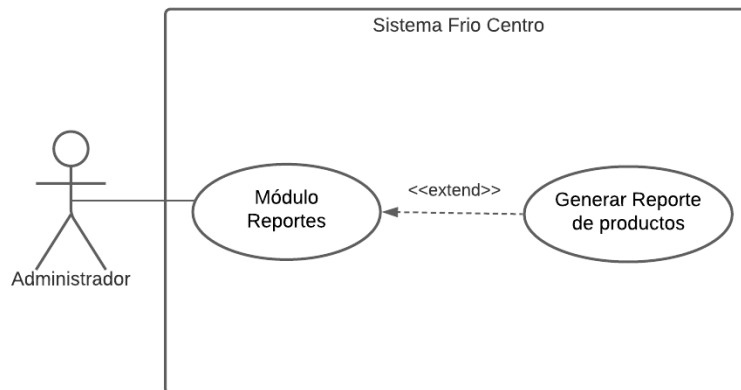 Sistema Frio Centro
Módulo
Reportes
<<extend>>
Generar Reporte
de productos
Administrador